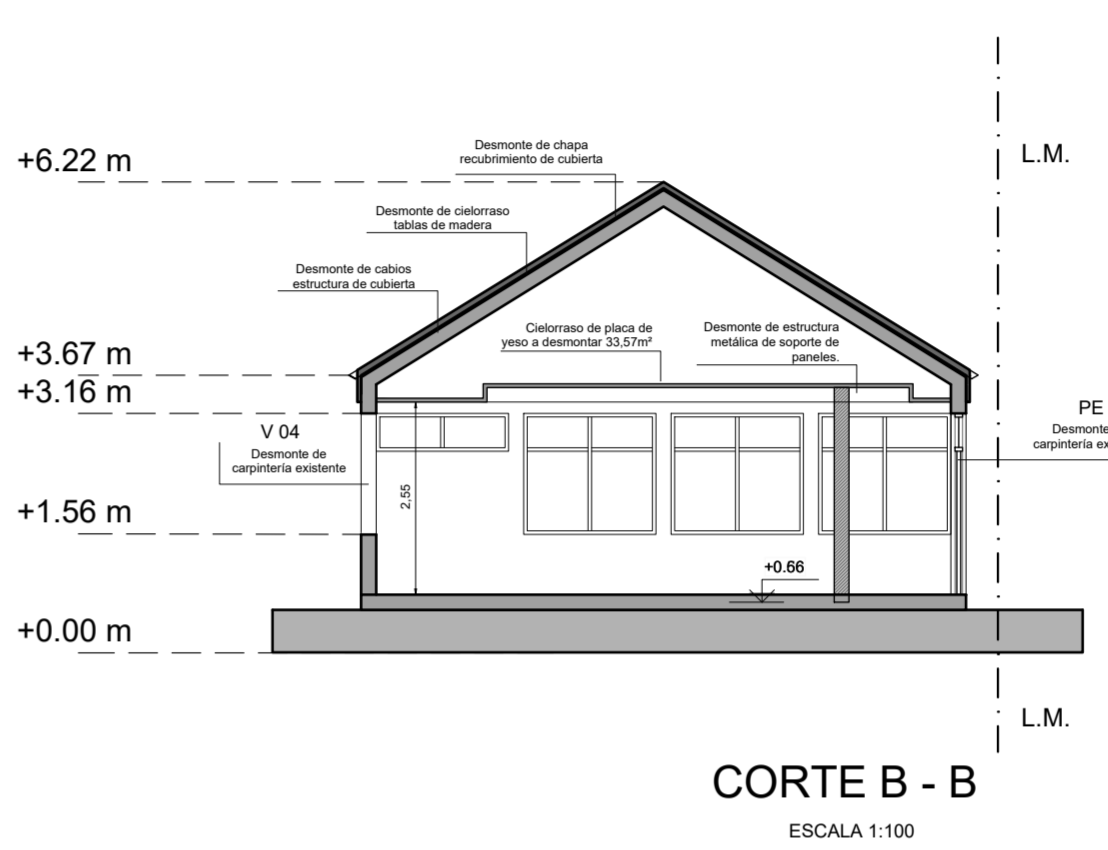 +6.22 m
Desmonte de chapa
recubrimiento de cubierta
L.M.
Desmonte de cielorraso
tablas de madera
Desmonte de cabios
estructura de cubierta
Cielorraso de placa de
yeso a desmontar 33,57m²
Desmonte de estructura
metálica de soporte de
paneles.
+3.67 m
+3.16 m
V 04
Desmonte de
carpintería existente
PE
Desmonte
carpintería ex
2,55
+1.56 m
+0.66
+0.00 m
L.M.
CORTE B - B
ESCALA 1:100